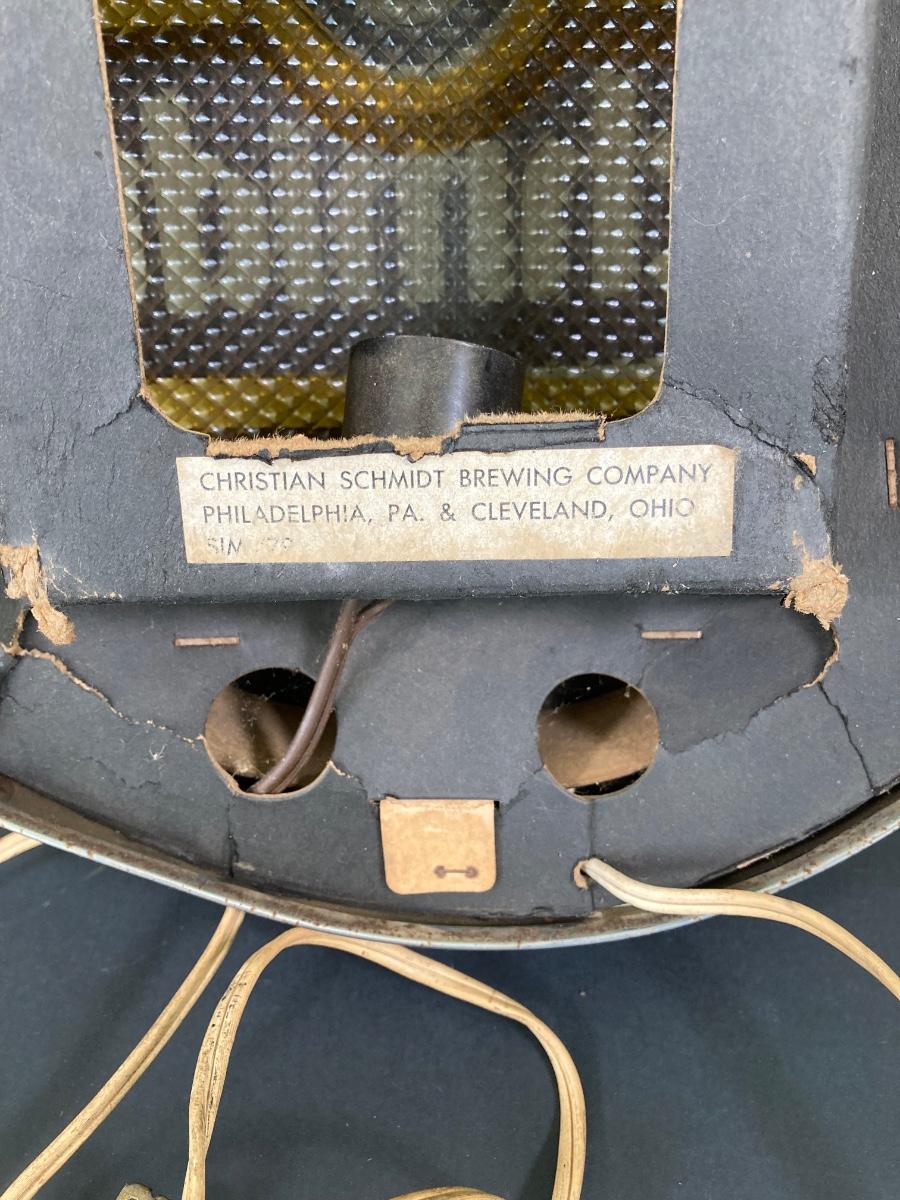 CHRISTIAN SCHMIDT BREWING COMPANY
PHILADELPHIA, PA. & CLEVELAND, OHIO